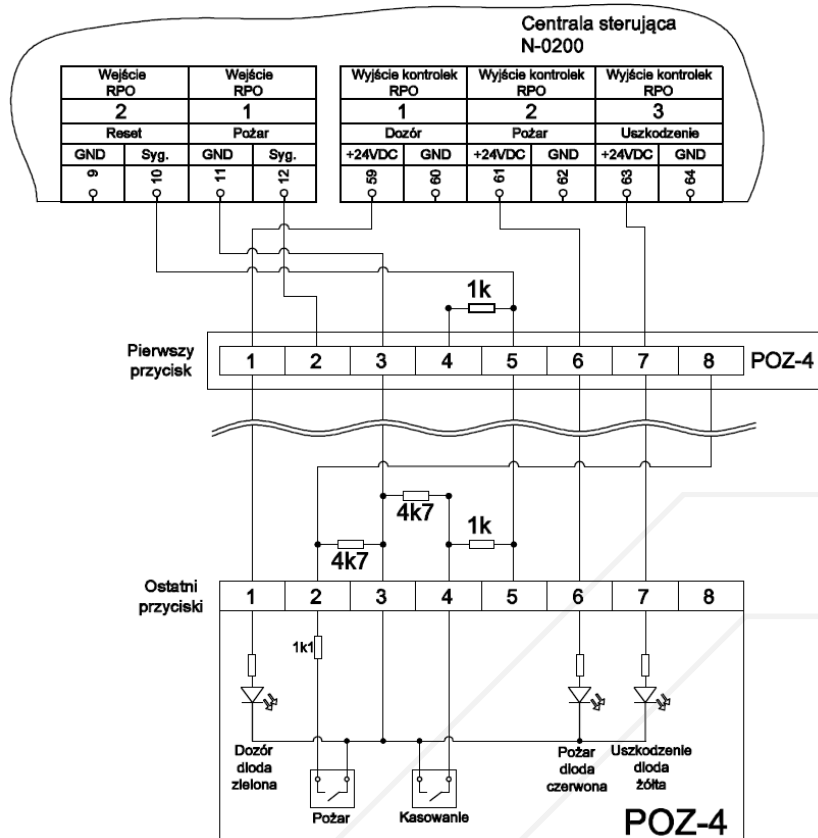 Centrala sterująca
N-0200
Wejście
RPO
Wejście
RPO
Wyjście kontrolek
RPO
Wyjście kontrolek
RPO
Wyjście kontrolek
RPO
2
1
1
2
3
Reset
Pożar
Dozór
Pożar
Uszkodzenie
GND
Syg.
GND
Syg.
+24VDC
GND
+24VDC
GND
+24VDC
GND
9
10
11
12
59
60
61
62
63
64
1k
Pierwszy
przycisk
1
2
3
4
5
6
7
8
POZ-4
4k7
1k
4k7
Ostatni
przyciski
1
2
3
4
5
6
7
8
1k1
Dozór
dioda
zielona
Pożar
Kasowanie
Pożar
dioda
czerwona
Uszkodzenie
dioda
żółta
POZ-4